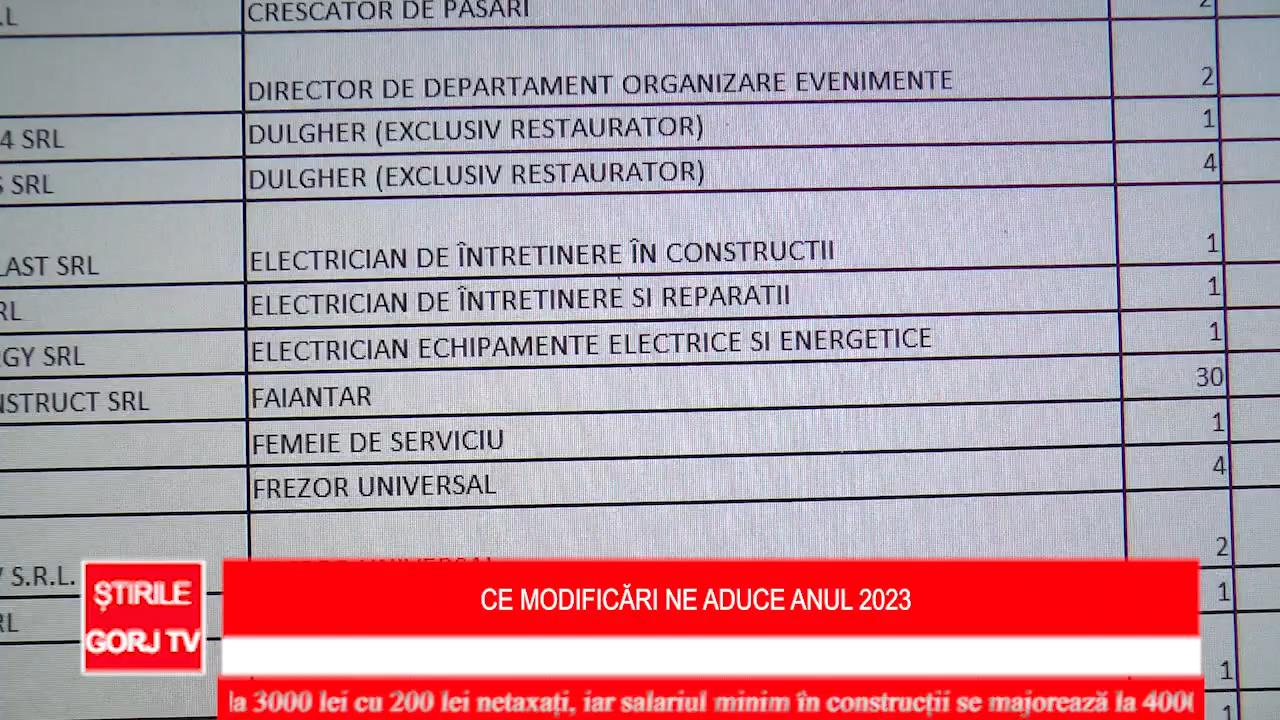 CRESCATOR DE PASARI 2
DIRECTOR DE DEPARTAMENT ORGANIZARE EVENIMENTE 2
4 SRL DULGHER (EXCLUSIV RESTAURATOR) 1
SRL DULGHER (EXCLUSIV RESTAURATOR) 4
LAST SRL ELECTRICIAN DE ÎNTRETINERE ÎN CONSTRUCTII 1
RL ELECTRICIAN DE ÎNTRETINERE SI REPARATII 1
RGY SRL ELECTRICIAN ECHIPAMENTE ELECTRICE SI ENERGETICE 1
NSTRUCT SRL FAIANTAR 30
FEMEIE DE SERVICIU 1
FREZOR UNIVERSAL 4
S.R.L. 2
RL 1
1
1
ȘTIRILE
GORJ TV
CE MODIFICĂRI NE ADUCE ANUL 2023
la 3000 lei cu 200 lei netaxați, iar salariul minim în construcții se majorează la 400